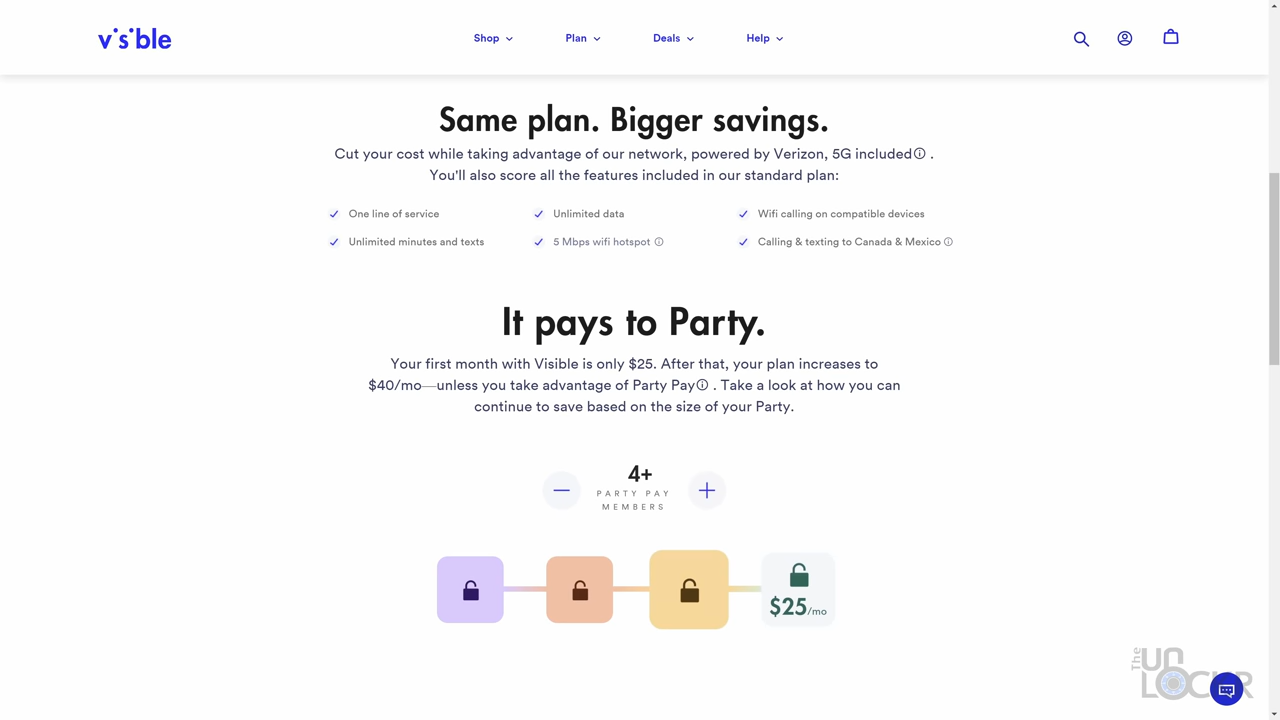 visible
Shop Plan Deals Help
Same plan. Bigger savings.
Cut your cost while taking advantage of our network, powered by Verizon, 5G included .
You'll also score all the features included in our standard plan:
One line of service Unlimited data Wifi calling on compatible devices
Unlimited minutes and texts 5 Mbps wifi hotspot Calling & texting to Canada & Mexico
It pays to Party.
Your first month with Visible is only $25. After that, your plan increases to
$40/mo—unless you take advantage of Party Pay . Take a look at how you can
continue to save based on the size of your Party.
4+
PARTY PAY
MEMBERS
$25/mo
The
UN
LOCKR